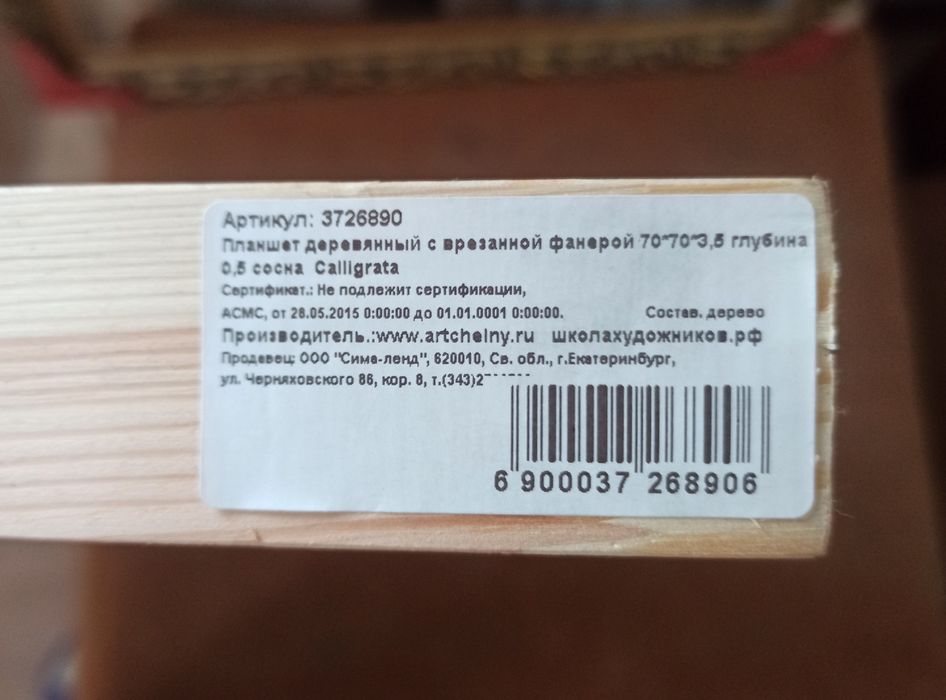 Артикул: 3726890
Планшет деревянный с врезанной фанерой 70*70*3,5 глубина
0,5 сосна Calligrata
Сертификат.: Не подлежит сертификации,
АСМС, от 28.05.2015 0:00:00 до 01.01.0001 0:00:00. Состав. дерево
Производитель.:www.artchelny.ru школахудожников.рф
Продавец: ООО "Сима-ленд", 620010, Св. обл., г.Екатеринбург,
ул. Черняховского 86, кор. 8, т.(343)2
6 900037 268906